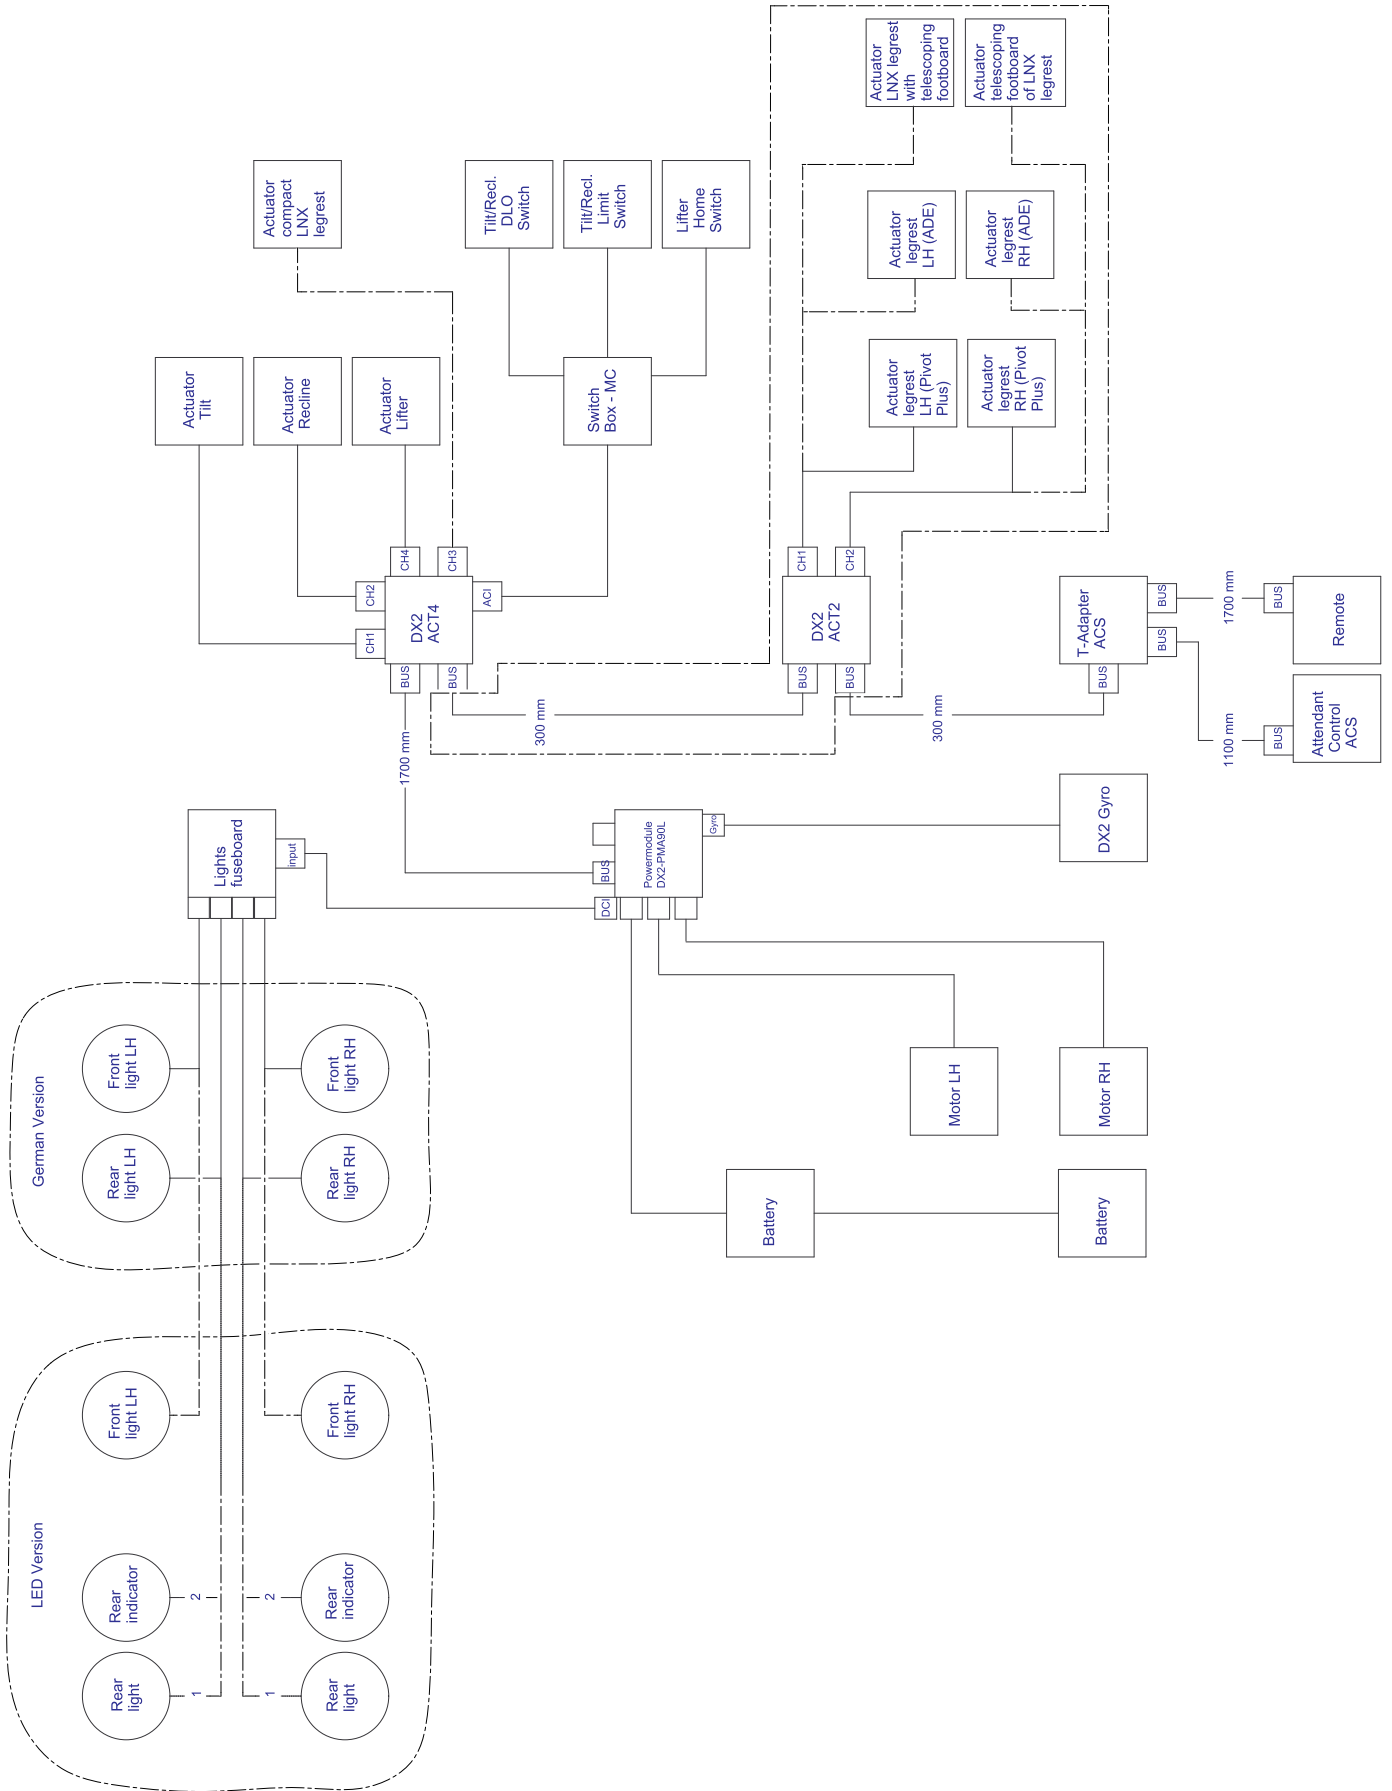 LED Version
German Version
Rear
light
Rear
indicator
Front
light LH
Rear
light LH
Front
light LH
1
2
1
2
Rear
light
Rear
indicator
Front
light RH
Rear
light RH
Front
light RH
Lights
fuseboard
input
Actuator
Tilt
Actuator
Recline
Actuator
Lifter
Actuator
compact
LNX
legrest
CH1
CH2
CH4
CH3
ACI
DX2
ACT4
BUS
BUS
1700 mm
300 mm
Tilt/Recl.
DLO
Switch
Tilt/Recl.
Limit
Switch
Lifter
Home
Switch
Switch
Box - MC
DCI
BUS
Powermodule
DX2-PMA90L
Gyro
Battery
Battery
Motor LH
Motor RH
DX2 Gyro
BUS
BUS
DX2
ACT2
CH1
CH2
300 mm
Actuator
legrest
LH (Pivot
Plus)
Actuator
legrest
RH (Pivot
Plus)
Actuator
legrest
LH (ADE)
Actuator
legrest
RH (ADE)
Actuator
LNX legrest
with
telescoping
footboard
Actuator
telescoping
footboard
of LNX
legrest
BUS
T-Adapter
ACS
BUS
BUS
1100 mm
1700 mm
BUS
Attendant
Control
ACS
BUS
Remote